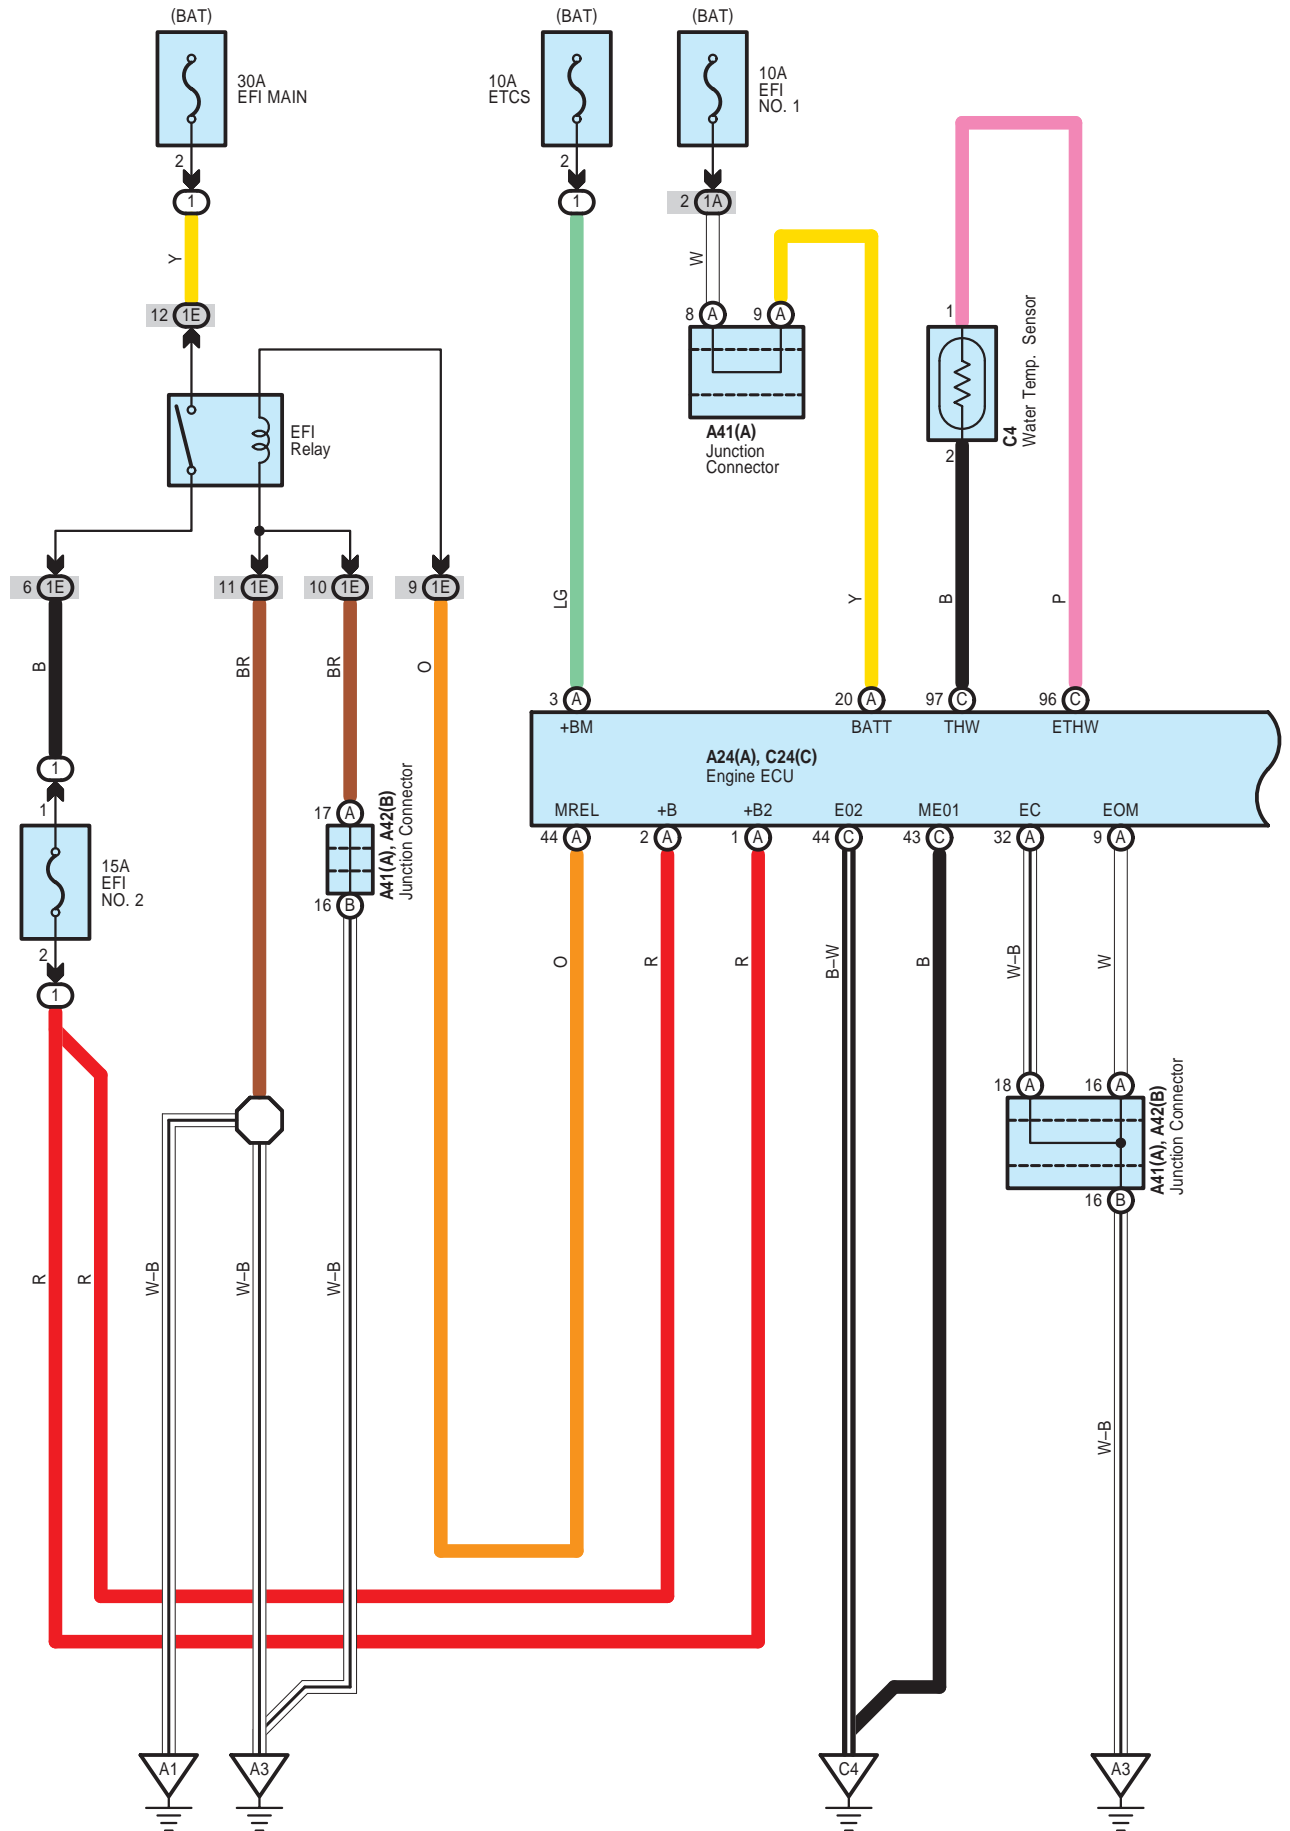 (BAT)
(BAT)
(BAT)
30A
EFI MAIN
10A
ETCS
10A
EFI
NO. 1
2
1
2
1
2 1A
Y
W
12 1E
8 A
9 A
1
C4
Water Temp. Sensor
2
A41(A)
Junction
Connector
EFI
Relay
6 1E
11 1E
10 1E
9 1E
B
BR
BR
O
LG
Y
B
P
3 A
20 A
97 C
96 C
+BM
BATT
THW
ETHW
A24(A), C24(C)
Engine ECU
MREL
+B
+B2
E02
ME01
EC
EOM
44 A
2 A
1 A
44 C
43 C
32 A
9 A
1
1
15A
EFI
NO. 2
2
1
17 A
A41(A), A42(B)
Junction Connector
16 B
O
R
R
B–W
B
W–B
W
18 A
16 A
A41(A), A42(B)
Junction Connector
16 B
R
R
W–B
W–B
W–B
W–B
A1
A3
C4
A3